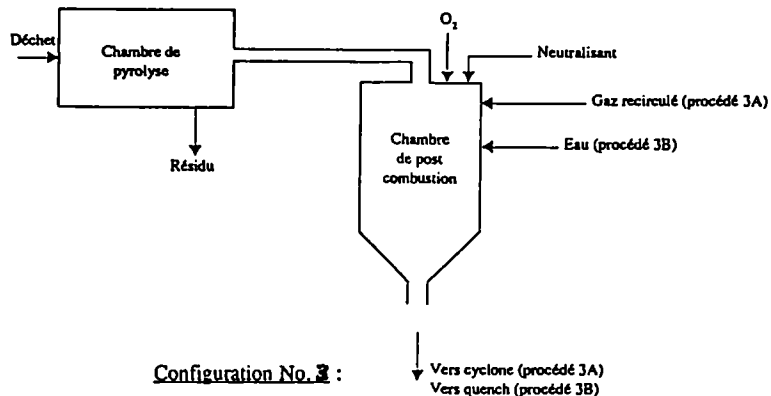 Déchet
Chambre de
pyrolyse
Résidu
O₂
Neutralisant
Gaz recirculé (procédé 3A)
Eau (procédé 3B)
Chambre
de post
combustion
Configuration No. 3 :
Vers cyclone (procédé 3A)
Vers quench (procédé 3B)